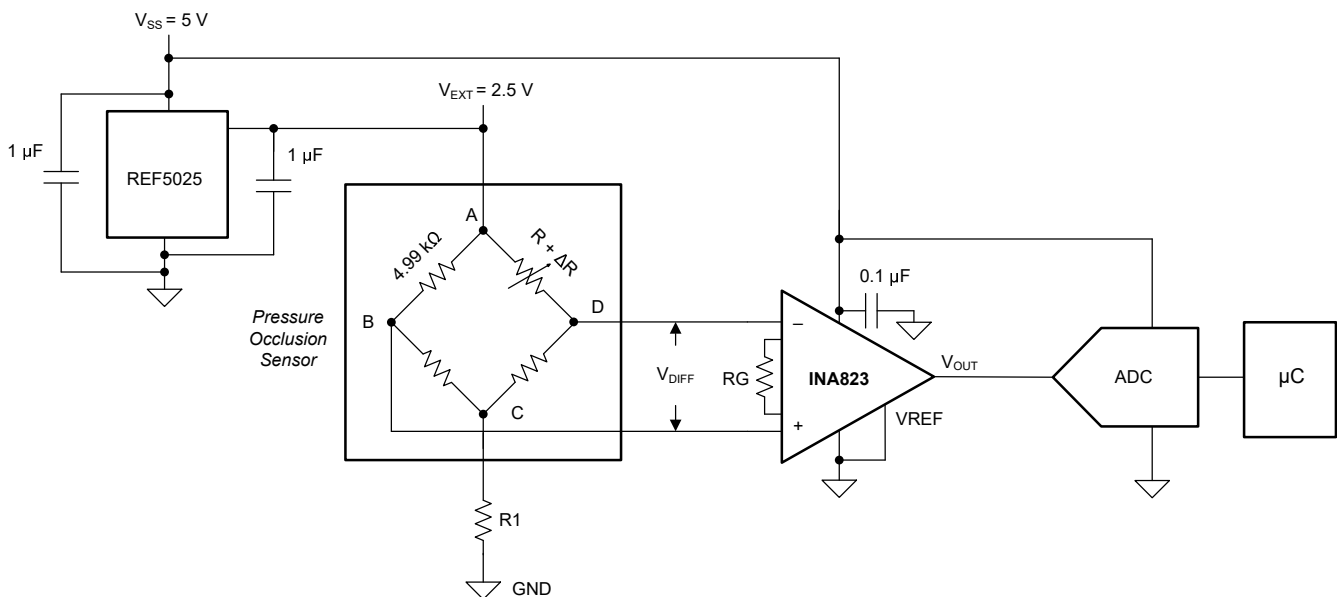 V_SS = 5 V
V_EXT = 2.5 V
1 µF
REF5025
1 µF
A
4.99 kΩ
R + ΔR
B
D
Pressure
Occlusion
Sensor
C
V_DIFF
RG
–
+
INA823
0.1 µF
V_OUT
VREF
ADC
µC
R1
GND